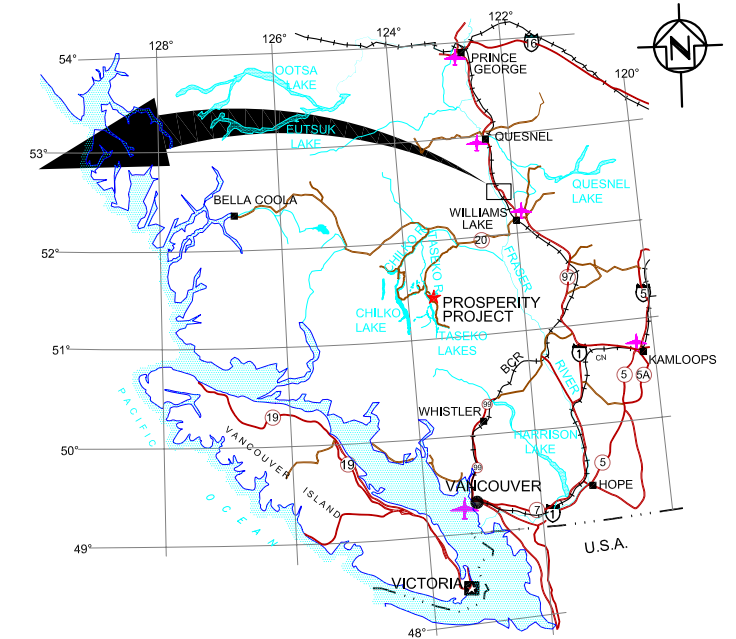 122°
128°
124°
N
54°
16
PRINCE
GEORGE
120°
OOTSA
LAKE
EUTSUK
LAKE
QUESNEL
53°
QUESNEL
LAKE
BELLA COOLA
WILLIAMS
LAKE
20
52°
CHILKO R.
TASEKO R.
FRASER
97
5
PROSPERITY
PROJECT
CHILKO
LAKE
TASEKO
LAKES
51°
1
CN
KAMLOOPS
BCR
RIVER
5
5A
99
WHISTLER
PACIFIC
OCEAN
19
VANCOUVER
ISLAND
19
HARRISON
LAKE
50°
99
5
VANCOUVER
HOPE
7
1
49°
U.S.A.
VICTORIA
48°